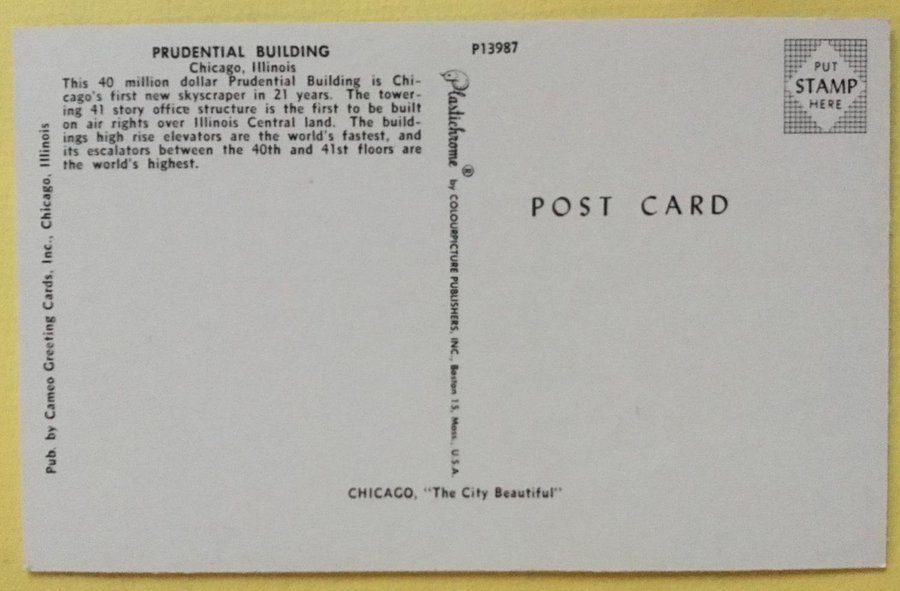 PRUDENTIAL BUILDING
Chicago, Illinois
This 40 million dollar Prudential Building is Chi-
cago's first new skyscraper in 21 years. The tower-
ing 41 story office structure is the first to be built
on air rights over Illinois Central land. The build-
ings high rise elevators are the world's fastest, and
its escalators between the 40th and 41st floors are
the world's highest.
Pub. by Cameo Greeting Cards, Inc., Chicago, Illinois
P13987
Plastichrome ® by COLOURPICTURE PUBLISHERS, INC., Boston 15, Mass., U.S.A.
PUT
STAMP
HERE
POST CARD
CHICAGO, "The City Beautiful"